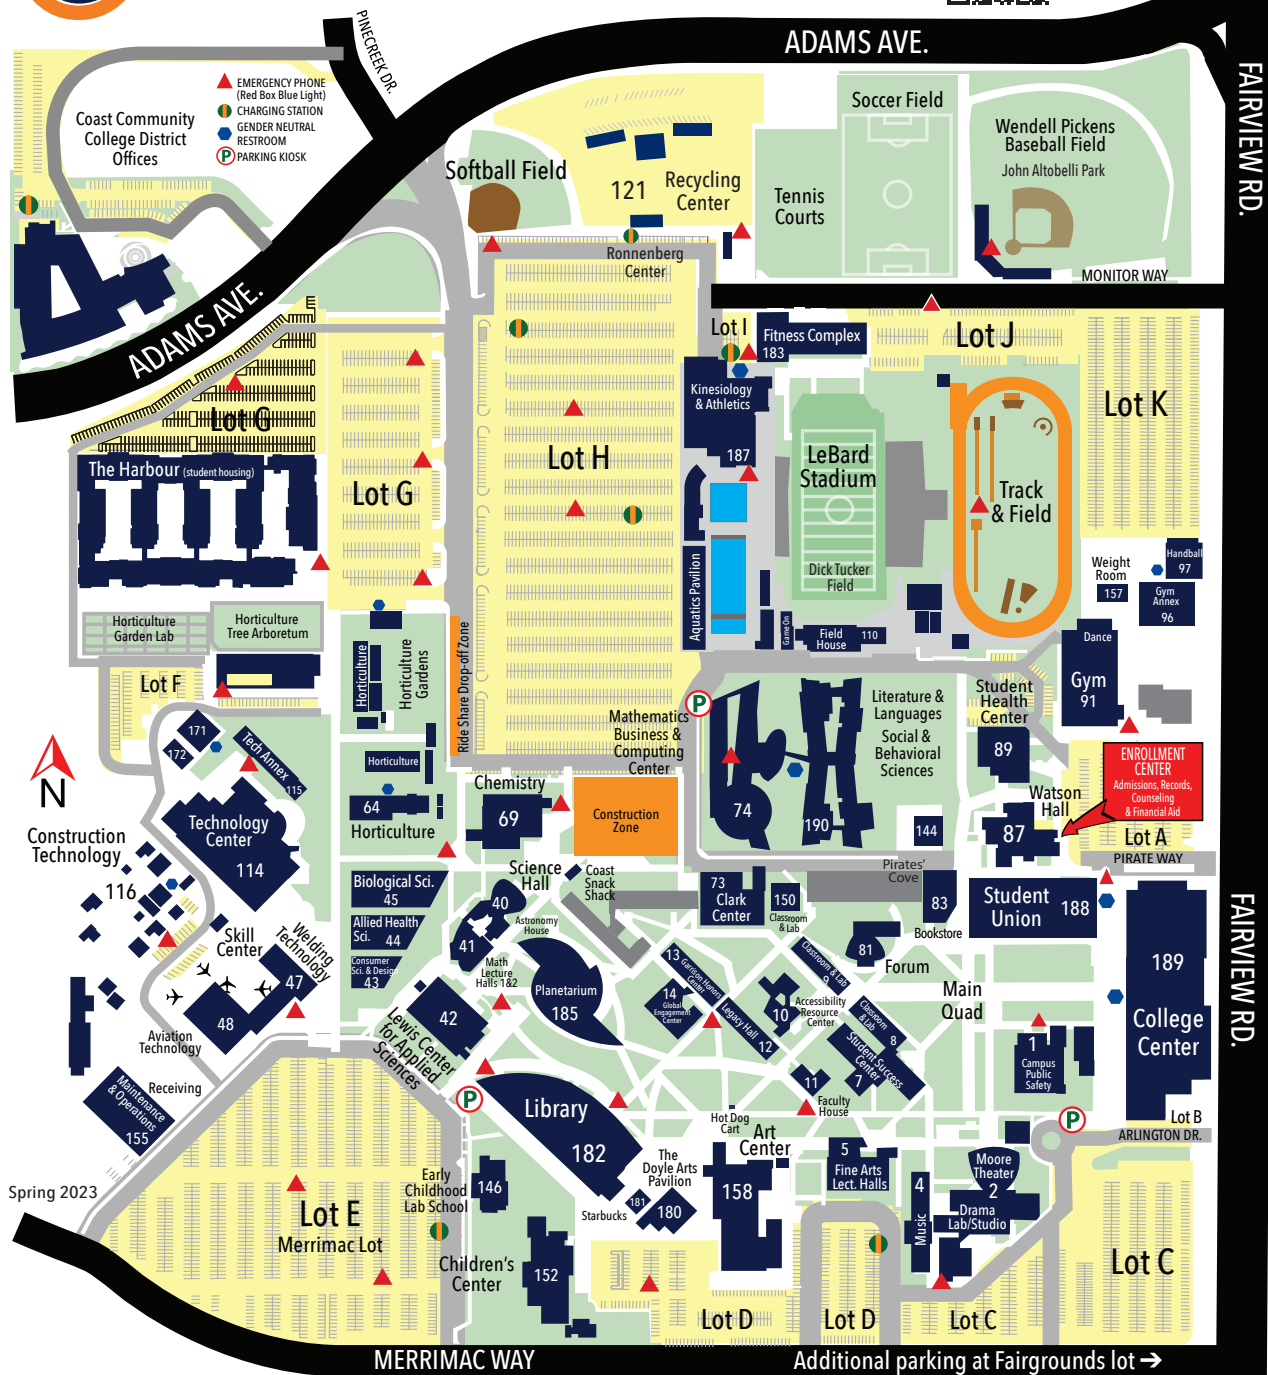 ADAMS AVE.
PINECREEK DR.
FAIRVIEW RD.
EMERGENCY PHONE
(Red Box Blue Light)
CHARGING STATION
GENDER NEUTRAL
RESTROOM
P PARKING KIOSK
Coast Community
College District
Offices
Softball Field
121
Recycling
Center
Soccer Field
Tennis
Courts
Wendell Pickens
Baseball Field
John Altobelli Park
Ronnenberg
Center
MONITOR WAY
ADAMS AVE.
Lot I
Fitness Complex
183
Lot J
Lot K
Kinesiology
& Athletics
187
Lot G
Lot H
LeBard
Stadium
The Harbour (student housing)
Lot G
Track
& Field
Dick Tucker
Field
Aquatics Pavilion
Game On
Field
House
110
Weight
Room
157
Handball
97
Gym
Annex
96
Horticulture
Garden Lab
Horticulture
Tree Arboretum
Horticulture
Horticulture
Gardens
Ride Share Drop-off Zone
Dance
Gym
91
Lot F
P
Mathematics
Business &
Computing
Center
Literature &
Languages
Social &
Behavioral
Sciences
Student
Health
Center
89
171
172
Tech Annex
115
N
Horticulture
Chemistry
69
Construction
Zone
74
190
144
Watson
Hall
87
ENROLLMENT
CENTER
Admissions, Records,
Counseling
& Financial Aid
Lot A
PIRATE WAY
64
Horticulture
Technology
Center
114
Construction
Technology
116
Biological Sci.
45
Allied Health
Sci.
44
Consumer
Sci. & Design
43
Science
Hall
40
Coast
Snack
Shack
Astronomy
House
41
Math
Lecture
Halls 1&2
73
Clark
Center
150
Classroom
& Lab
Pirates'
Cove
83
Bookstore
Student
Union
188
Skill
Center
Welding
Technology
47
48
Aviation
Technology
42
Lewis Center
for Applied
Sciences
Planetarium
185
13
Garrison Honors
Center
14
Global
Engagement
Center
Legacy Hall
12
10
Accessibility
Resource
Center
Classroom & Lab
9
81
Forum
Classroom
& Lab
8
Student Success
Center
7
11
Faculty
House
Main
Quad
189
College
Center
FAIRVIEW RD.
1
Campus
Public
Safety
Receiving
Maintenance
& Operations
155
P
Library
182
Hot Dog
Cart
Art
Center
158
5
Fine Arts
Lect. Halls
P
Lot B
ARLINGTON DR.
Moore
Theater
2
Drama
Lab/Studio
4
Music
The
Doyle Arts
Pavilion
181
180
Starbucks
Early
Childhood
Lab School
146
Children's
Center
152
Spring 2023
Lot E
Merrimac Lot
Lot D
Lot D
Lot C
Lot C
MERRIMAC WAY
Additional parking at Fairgrounds lot →